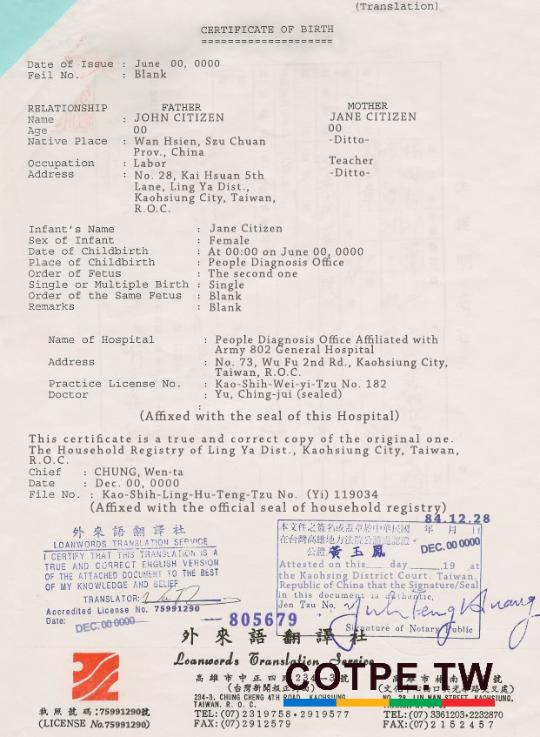 (Translation)
CERTIFICATE OF BIRTH
Date of Issue : June 00, 0000
Feil No. : Blank
RELATIONSHIP FATHER MOTHER
Name : JOHN CITIZEN JANE CITIZEN
Age 00 00
Native Place : Wan Hsien, Szu Chuan -Ditto-
Prov., China
Occupation : Labor Teacher
Address : No. 28, Kai Hsuan 5th -Ditto-
Lane, Ling Ya Dist.,
Kaohsiung City, Taiwan,
R.O.C.
Infant's Name : Jane Citizen
Sex of Infant : Female
Date of Childbirth : At 00:00 on June 00, 0000
Place of Childbirth : People Diagnosis Office
Order of Fetus : The second one
Single or Multiple Birth : Single
Order of the Same Fetus : Blank
Remarks : Blank
Name of Hospital : People Diagnosis Office Affiliated with
Army 802 General Hospital
Address : No. 73, Wu Fu 2nd Rd., Kaohsiung City,
Taiwan, R.O.C.
Practice License No. : Kao-Shih-Wei-yi-Tzu No. 182
Doctor : Yu, Ching-jui (sealed)
:
(Affixed with the seal of this Hospital)
This certificate is a true and correct copy of the original one.
The Household Registry of Ling Ya Dist., Kaohsiung City, Taiwan,
R.O.C.
Chief : CHUNG, Wen-ta
Date : Dec. 00, 0000
File No. : Kao-Shih-Ling-Hu-Teng-Tzu No. (Yi) 119034
(Affixed with the official seal of household registry)
外來語翻譯社
LOANWORDS TRANSLATION SERVICE
I CERTIFY THAT THIS TRANSLATION IS A
TRUE AND CORRECT ENGLISH VERSION
OF THE ATTACHED DOCUMENT TO THE BEST
OF MY KNOWLEDGE AND BELIEF
TRANSLATOR:
Accredited License No. 75991290
Date: DEC. 00 0000
84.12.28
本文件之簽名或蓋章於中華民國 年 月 日
在台灣高雄地方法院公證處認證。
公證 黃玉鳳 DEC. 00 0000
Attested on this day 19 at
the Kaohsing District Court. Taiwan.
Republic of China that the Signature/Seal
in this document is authentic.
Jen Tzu No.
Yuh Feng Huang
Signature of Notary Public
805679
外來語翻譯社
Loanwords Translation Service
高雄市中正四路234-3號
(台灣新聞報正對
234-3, CHUNG CHENG 4TH ROAD, KAOHSIUNG
TAIWAN. R. O. C.
TEL:(07)2319758・2919577
FAX:(07)2912579
NO. 28, LIN NAN STREET, KAOHSIUNG,
TEL:(07)3361203・2232870
FAX:(07)2152457
執照號碼:75991290號
(LICENSE No.75991290)
CCTPE.TW